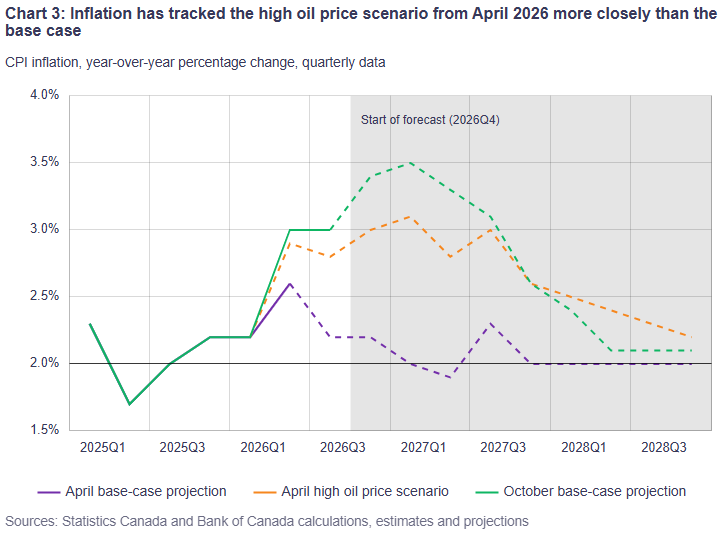 Chart 3: Inflation has tracked the high oil price scenario from April 2026 more closely than the
base case
CPI inflation, year-over-year percentage change, quarterly data
4.0%
Start of forecast (2026Q4)
3.5%
3.0%
2.5%
2.0%
1.5%
2025Q1 2025Q3 2026Q1 2026Q3 2027Q1 2027Q3 2028Q1 2028Q3
April base-case projection April high oil price scenario October base-case projection
Sources: Statistics Canada and Bank of Canada calculations, estimates and projections